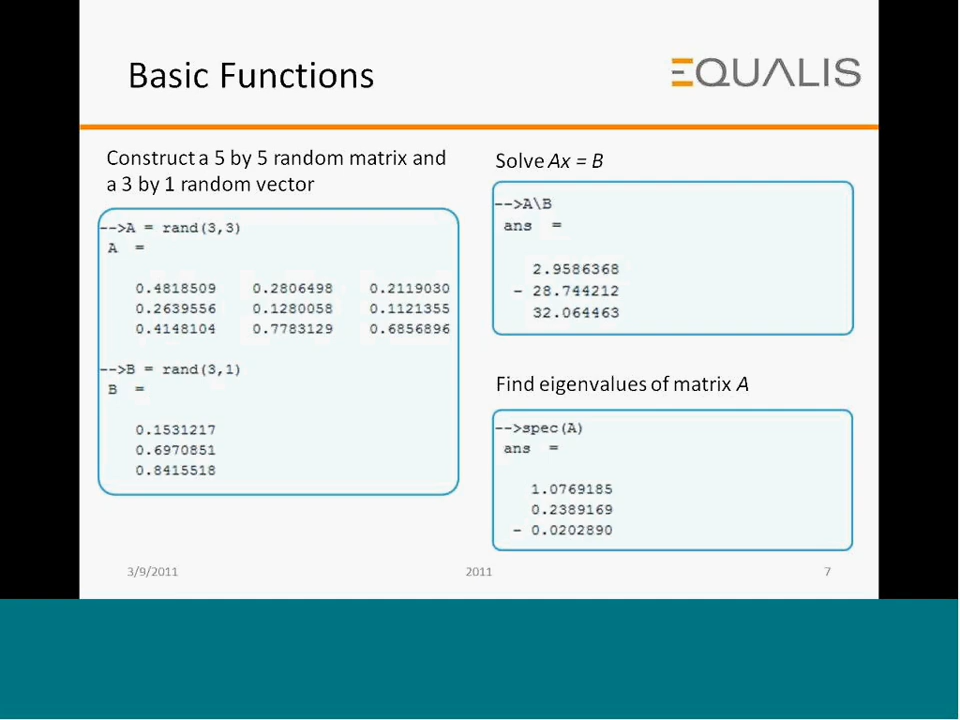 Basic Functions
EQUALIS
Construct a 5 by 5 random matrix and
a 3 by 1 random vector
-->A = rand(3,3)
A =
0.4818509 0.2806498 0.2119030
0.2639556 0.1280058 0.1121355
0.4148104 0.7783129 0.6856896
-->B = rand(3,1)
B =
0.1531217
0.6970851
0.8415518
Solve Ax = B
-->A\B
ans =
2.9586368
- 28.744212
32.064463
Find eigenvalues of matrix A
-->spec(A)
ans =
1.0769185
0.2389169
- 0.0202890
3/9/2011 2011 7